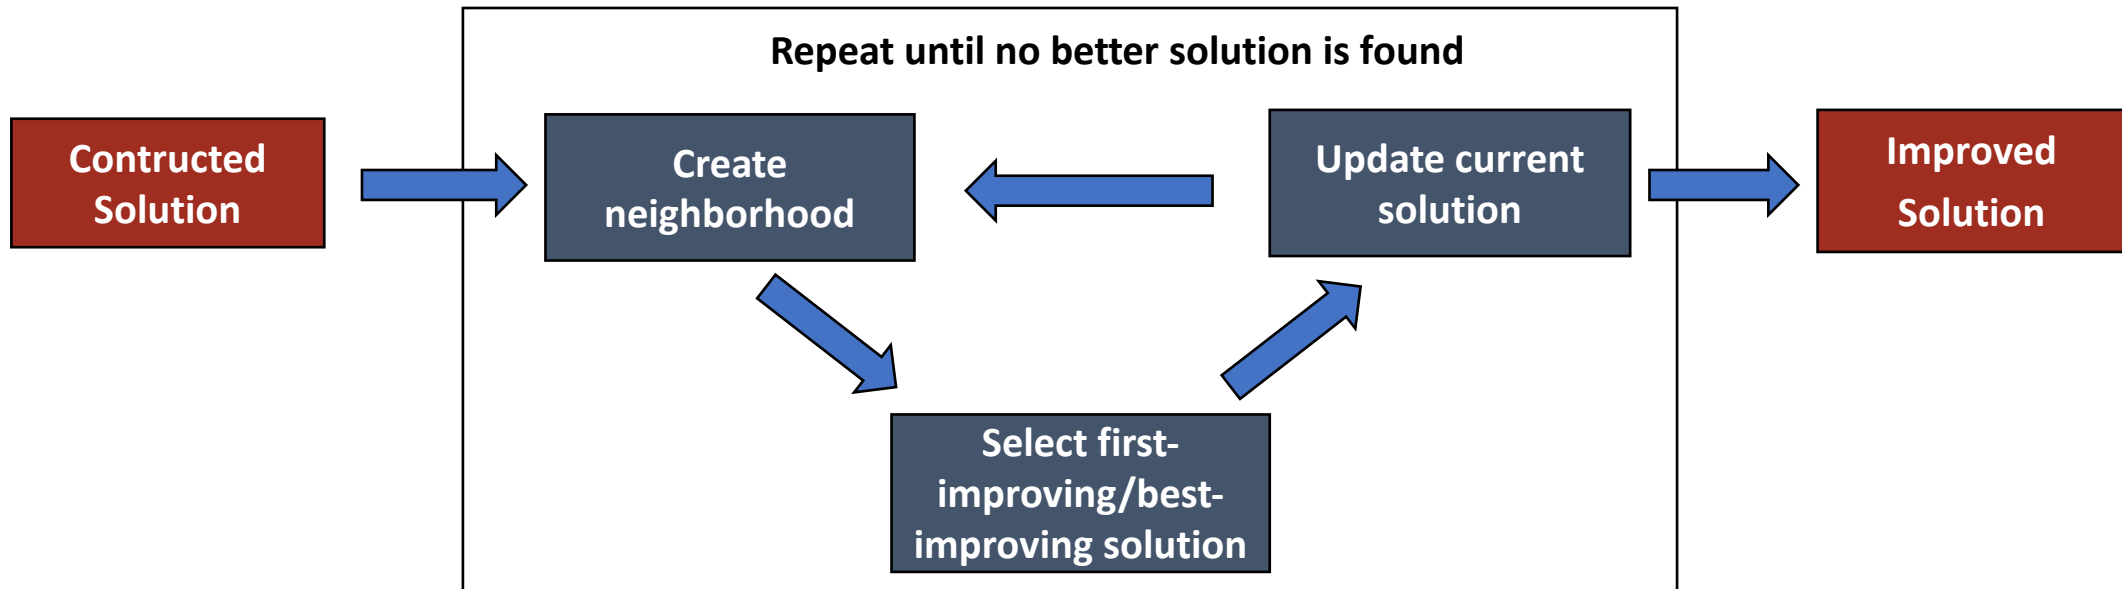 Repeat until no better solution is found
Contructed
Solution
Create
neighborhood
Update current
solution
Improved
Solution
Select first-
improving/best-
improving solution